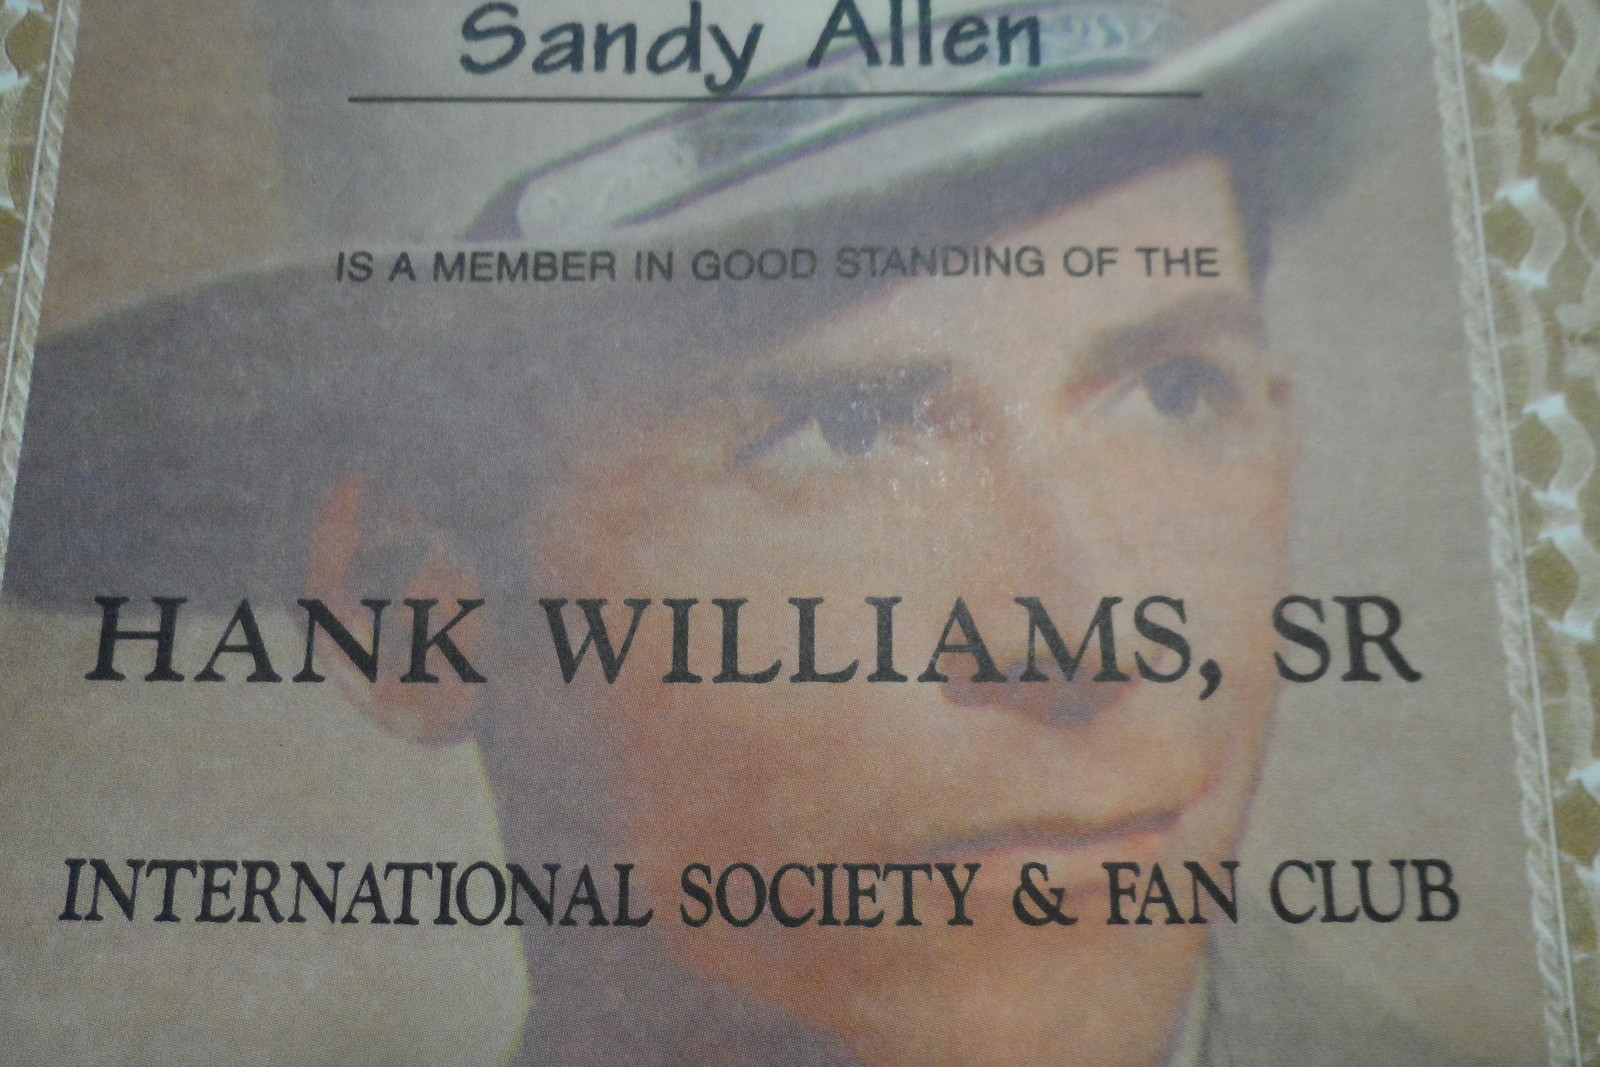 Sandy Allen
IS A MEMBER IN GOOD STANDING OF THE
HANK WILLIAMS, SR
INTERNATIONAL SOCIETY & FAN CLUB